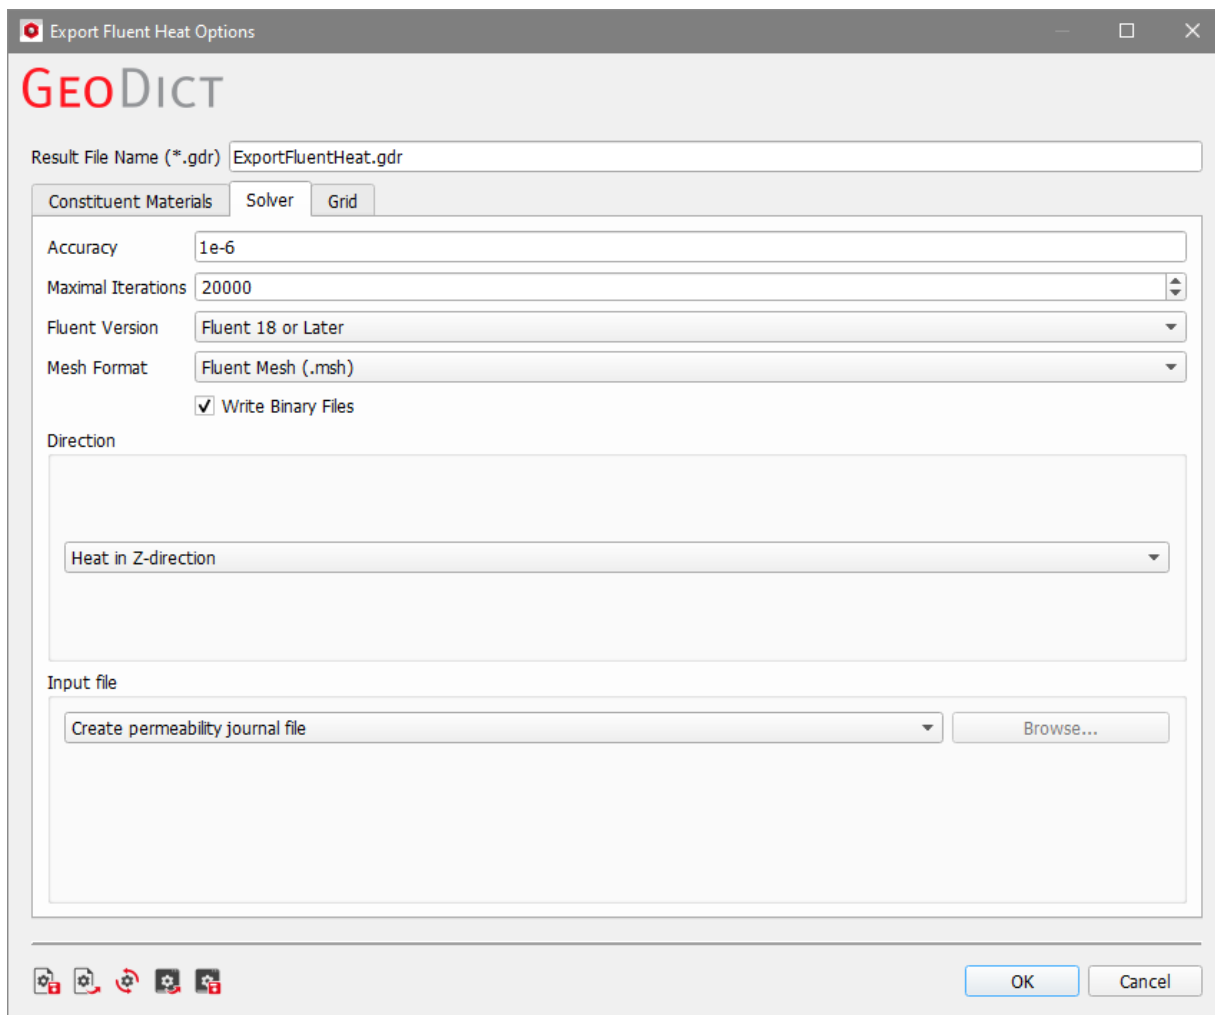 Export Fluent Heat Options
GEODICT
Result File Name (*.gdr) ExportFluentHeat.gdr
Constituent Materials Solver Grid
Accuracy 1e-6
Maximal Iterations 20000
Fluent Version Fluent 18 or Later
Mesh Format Fluent Mesh (.msh)
Write Binary Files
Direction
Heat in Z-direction
Input file
Create permeability journal file Browse...
OK Cancel